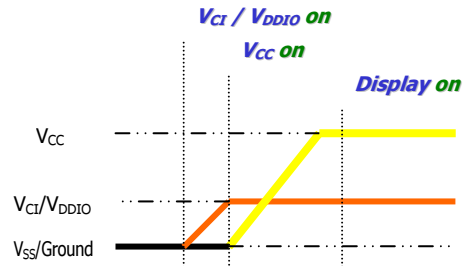 VCI / VDDIO on
VCC on
Display on
VCC
VCI/VDDIO
VSS/Ground